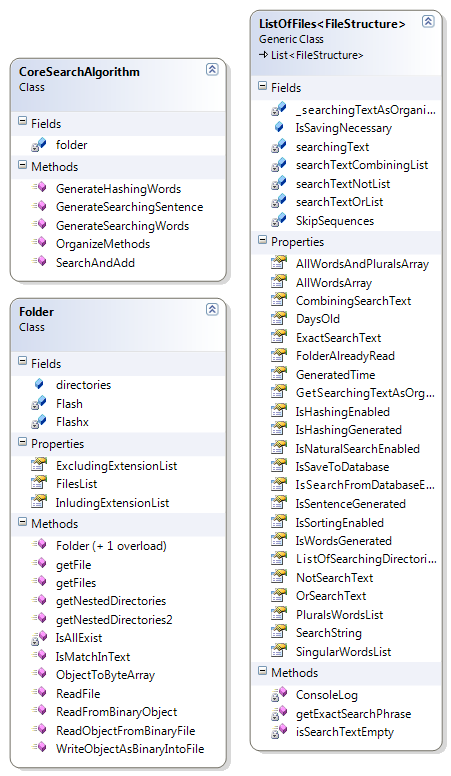 CoreSearchAlgorithm
Class
Fields
folder
Methods
GenerateHashingWords
GenerateSearchingSentence
GenerateSearchingWords
OrganizeMethods
SearchAndAdd
Folder
Class
Fields
directories
Flash
Flashx
Properties
ExcludingExtensionList
FilesList
InludingExtensionList
Methods
Folder (+ 1 overload)
getFile
getFiles
getNestedDirectories
getNestedDirectories2
IsAllExist
IsMatchInText
ObjectToByteArray
ReadFile
ReadFromBinaryObject
ReadObjectFromBinaryFile
WriteObjectAsBinaryIntoFile
ListOfFiles<FileStructure>
Generic Class
List<FileStructure>
Fields
_searchingTextAsOrgani...
IsSavingNecessary
searchingText
searchTextCombiningList
searchTextNotList
searchTextOrList
SkipSequences
Properties
AllWordsAndPluralsArray
AllWordsArray
CombiningSearchText
DaysOld
ExactSearchText
FolderAlreadyRead
GeneratedTime
GetSearchingTextAsOrg...
IsHashingEnabled
IsHashingGenerated
IsNaturalSearchEnabled
IsSaveToDatabase
IsSearchFromDatabaseE...
IsSentenceGenerated
IsSortingEnabled
IsWordsGenerated
ListOfSearchingDirectori...
NotSearchText
OrSearchText
PluralsWordsList
SearchString
SingularWordsList
Methods
ConsoleLog
getExactSearchPhrase
isSearchTextEmpty